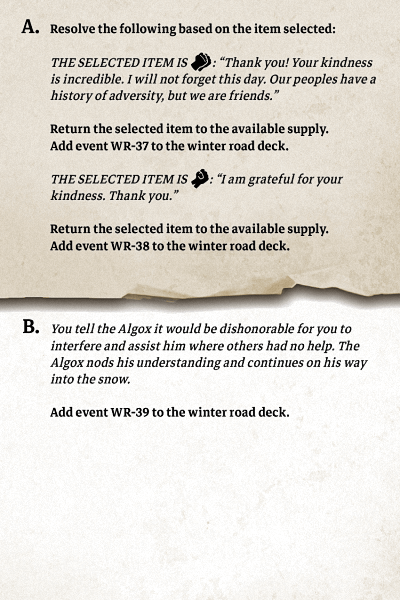 A. Resolve the following based on the item selected:
THE SELECTED ITEM IS : “Thank you! Your kindness
is incredible. I will not forget this day. Our peoples have a
history of adversity, but we are friends.”
Return the selected item to the available supply.
Add event WR-37 to the winter road deck.
THE SELECTED ITEM IS : “I am grateful for your
kindness. Thank you.”
Return the selected item to the available supply.
Add event WR-38 to the winter road deck.
B. You tell the Algox it would be dishonorable for you to
interfere and assist him where others had no help. The
Algox nods his understanding and continues on his way
into the snow.
Add event WR-39 to the winter road deck.